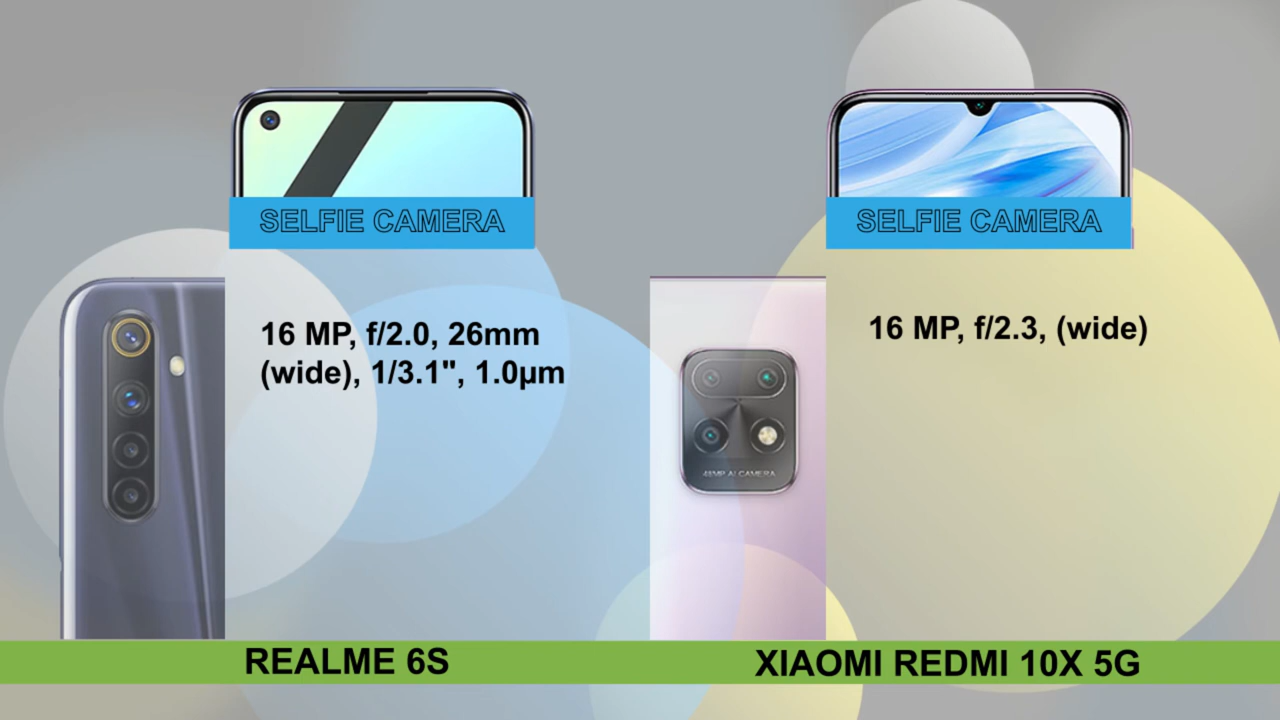 SELFIE CAMERA
16 MP, f/2.0, 26mm
(wide), 1/3.1", 1.0µm
REALME 6S
SELFIE CAMERA
16 MP, f/2.3, (wide)
48MP AI CAMERA
XIAOMI REDMI 10X 5G